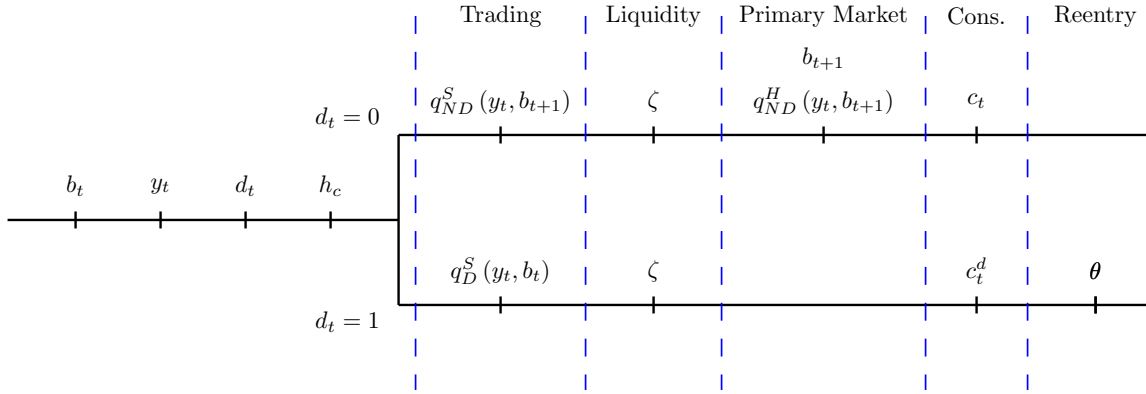 Trading Liquidity Primary Market Cons. Reentry
b_{t+1}
d_t = 0 q^S_{ND} (y_t, b_{t+1}) ζ q^H_{ND} (y_t, b_{t+1}) c_t
b_t y_t d_t h_c
q^S_D (y_t, b_t) ζ c^d_t θ
d_t = 1